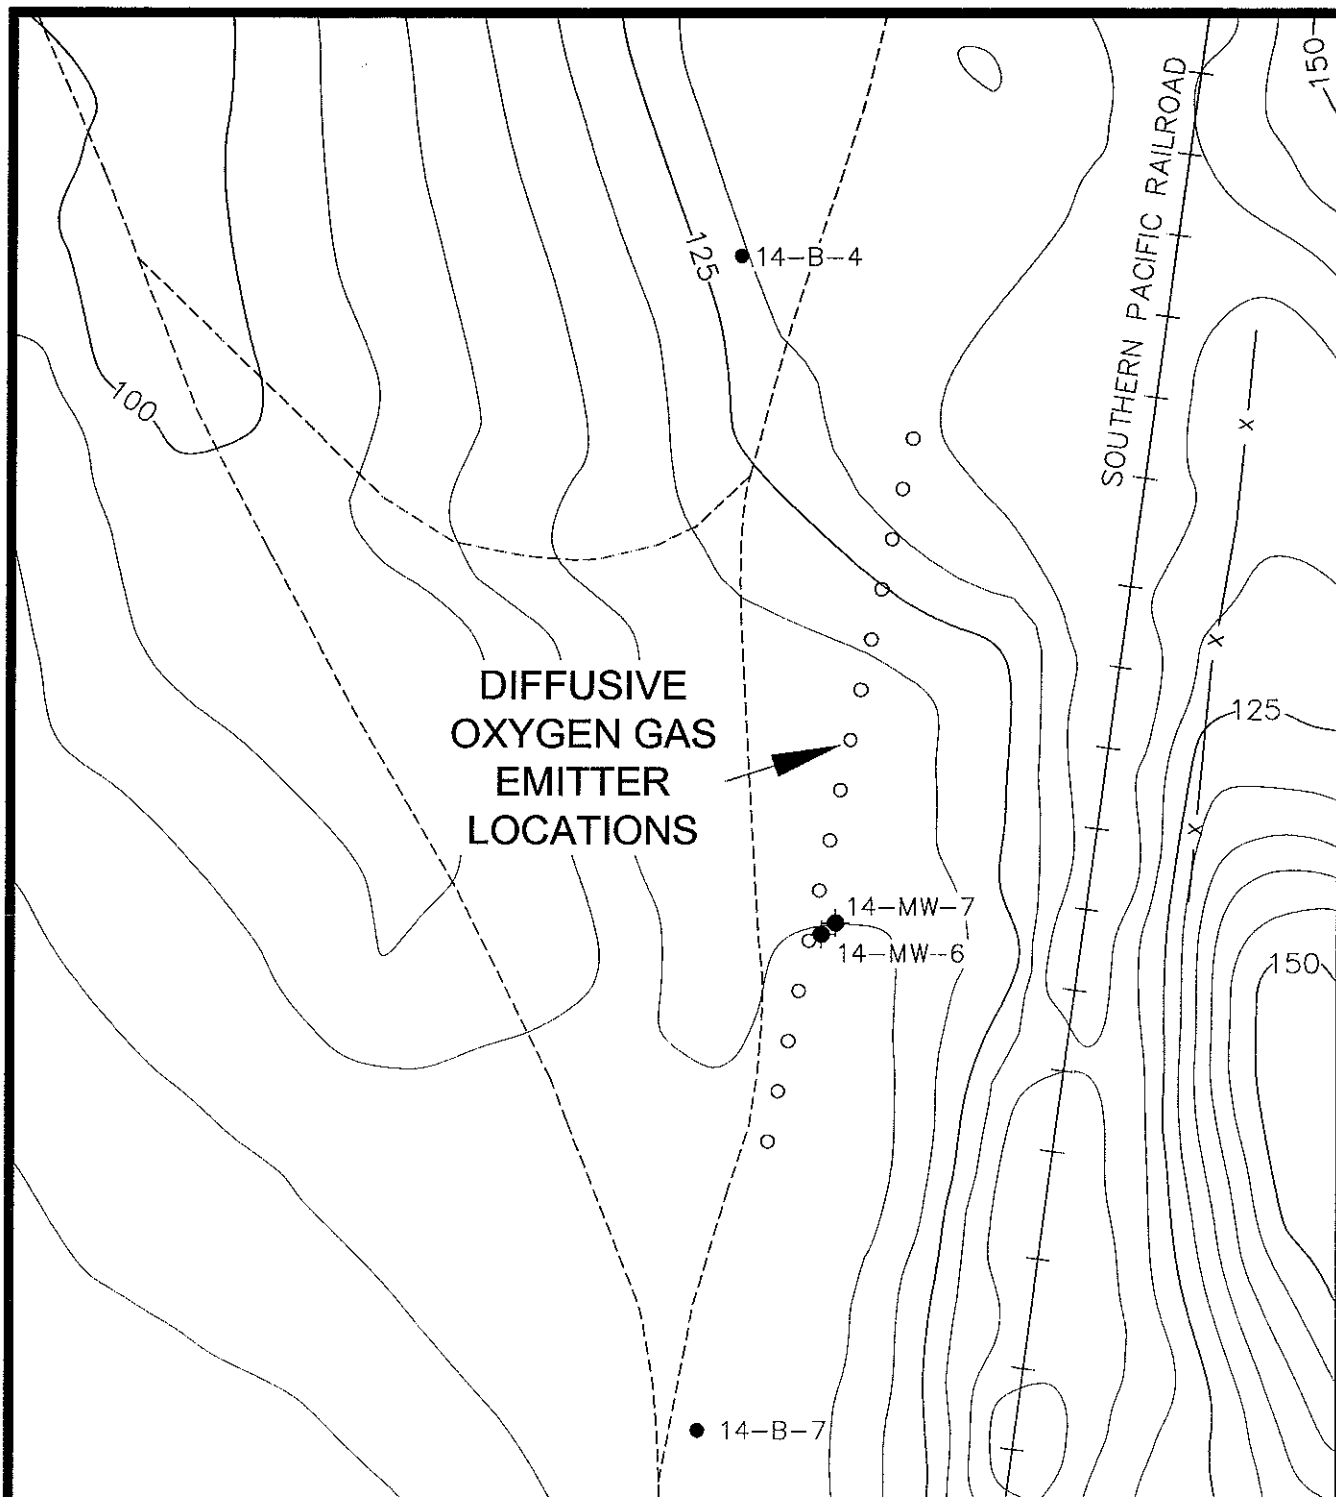 150
SOUTHERN PACIFIC RAILROAD
125
14-B-4
100
DIFFUSIVE
OXYGEN GAS
EMITTER
LOCATIONS
x
x
125
x
14-MW-7
14-MW-6
150
14-B-7